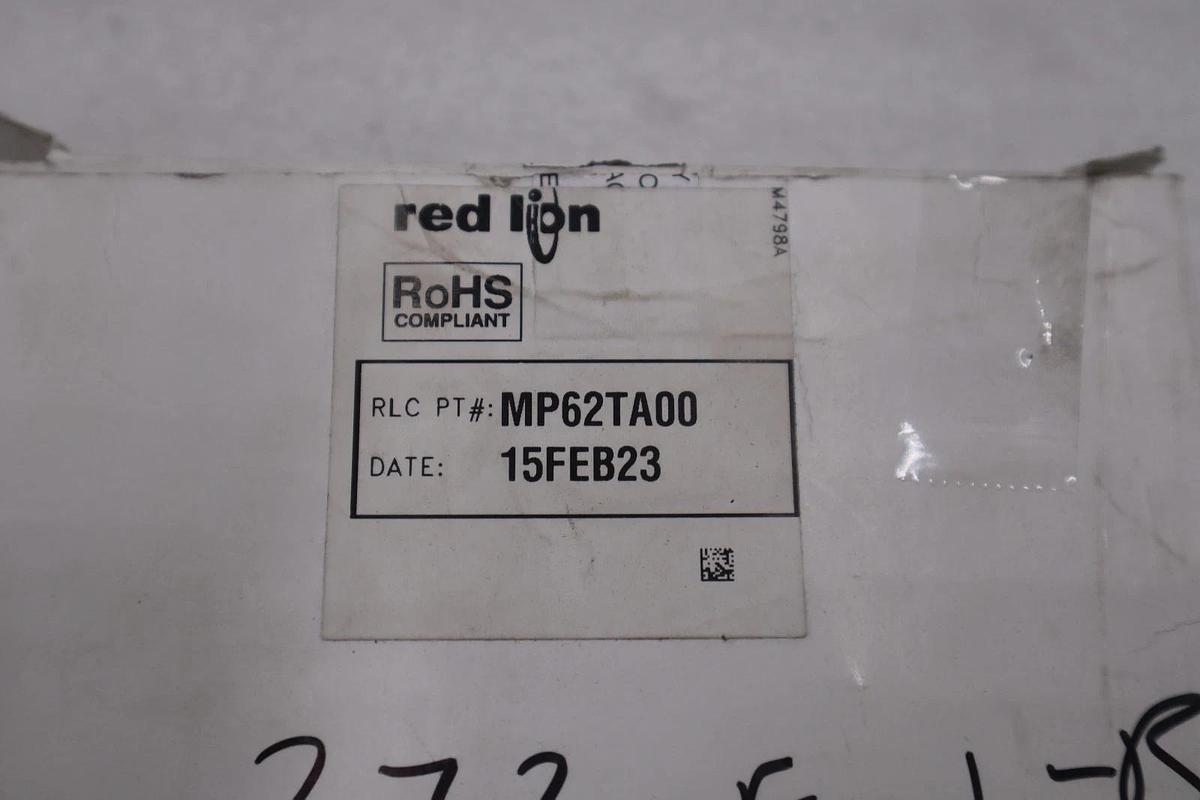 red lion
M4798A
RoHS
COMPLIANT
RLC PT#: MP62TA00
DATE: 15FEB23